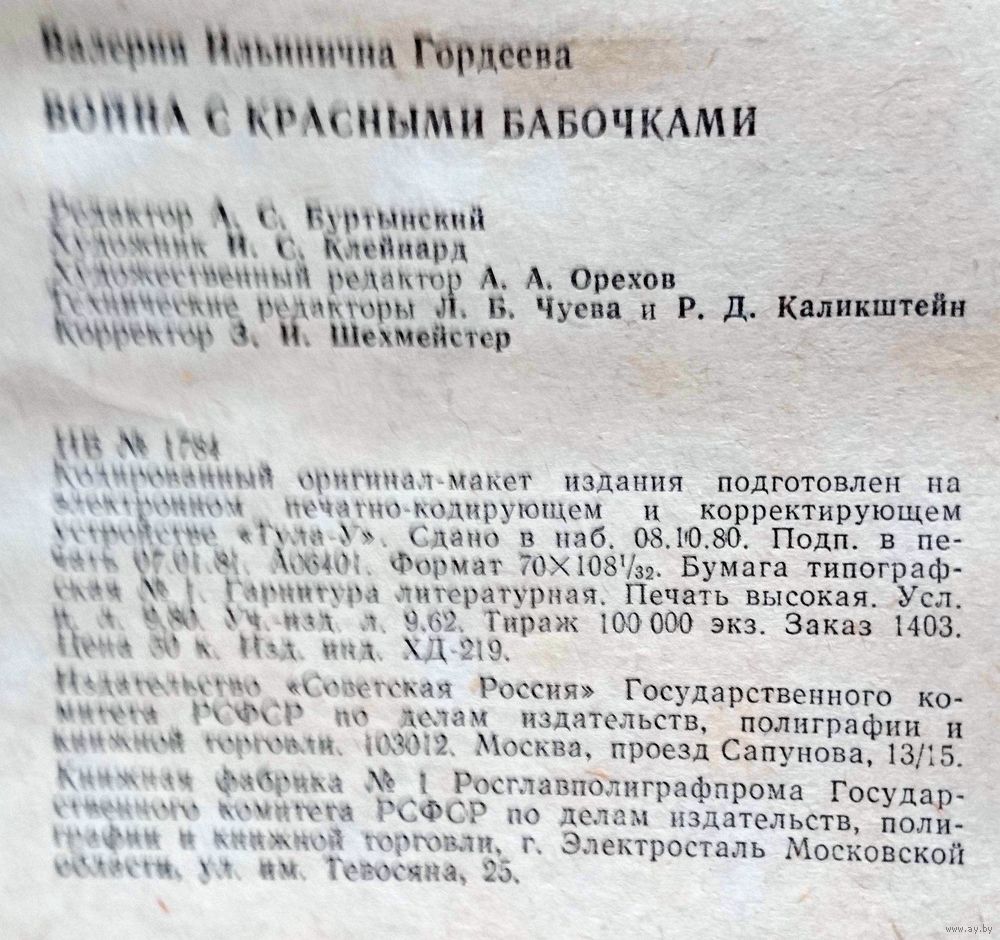 Валерия Ильинична Гордеева
ВОЙНА С КРАСНЫМИ БАБОЧКАМИ
Редактор А. С. Буртынский
Художник И. С. Клейнард
Художественный редактор А. А. Орехов
Технические редакторы Л. Б. Чуева и Р. Д. Каликштейн
Корректор З. И. Шехмейстер
ИБ № 1784
Кодированный оригинал-макет издания подготовлен на
электронном печатно-кодирующем и корректирующем
устройстве «Тула-У». Сдано в наб. 08.10.80. Подп. в пе-
чать 07.01.81. А06401. Формат 70×108¹/₃₂. Бумага типограф-
ская № 1. Гарнитура литературная. Печать высокая. Усл.
п. л. 9,80. Уч.-изд. л. 9,62. Тираж 100 000 экз. Заказ 1403.
Цена 30 к. Изд. инд. ХД-219.
Издательство «Советская Россия» Государственного ко-
митета РСФСР по делам издательств, полиграфии и
книжной торговли. 103012. Москва, проезд Сапунова, 13/15.
Книжная фабрика № 1 Росглавполиграфпрома Государ-
ственного комитета РСФСР по делам издательств, поли-
графии и книжной торговли, г. Электросталь Московской
области, ул. им. Тевосяна, 25.
www.ay.by